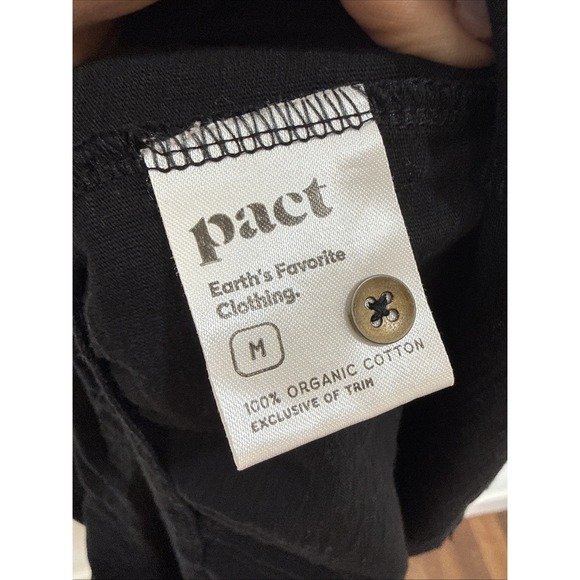 pact
Earth's Favorite
Clothing.
M
100% ORGANIC COTTON
EXCLUSIVE OF TRIM